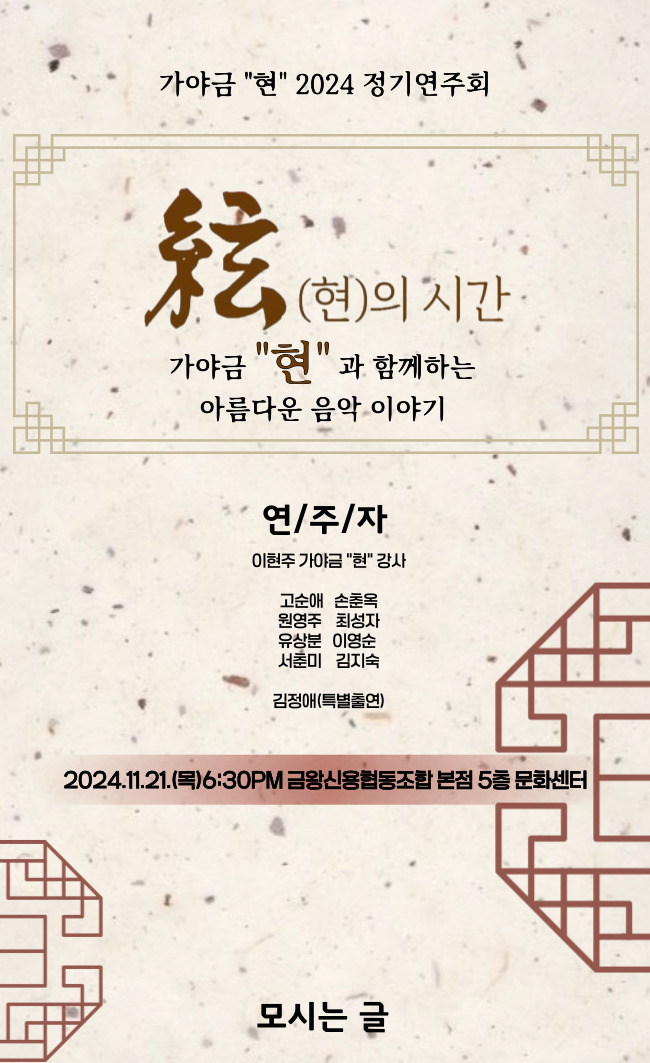 가야금 "현" 2024 정기연주회
絃(현)의 시간
가야금 "현"과 함께하는
아름다운 음악 이야기
연/주/자
이현주 가야금 "현" 강사
고순애 손춘옥
원영주 최성자
유상분 이영순
서춘미 김지숙
김정애(특별출연)
2024.11.21.(목)6:30PM 금왕신용협동조합 본점 5층 문화센터
모시는 글